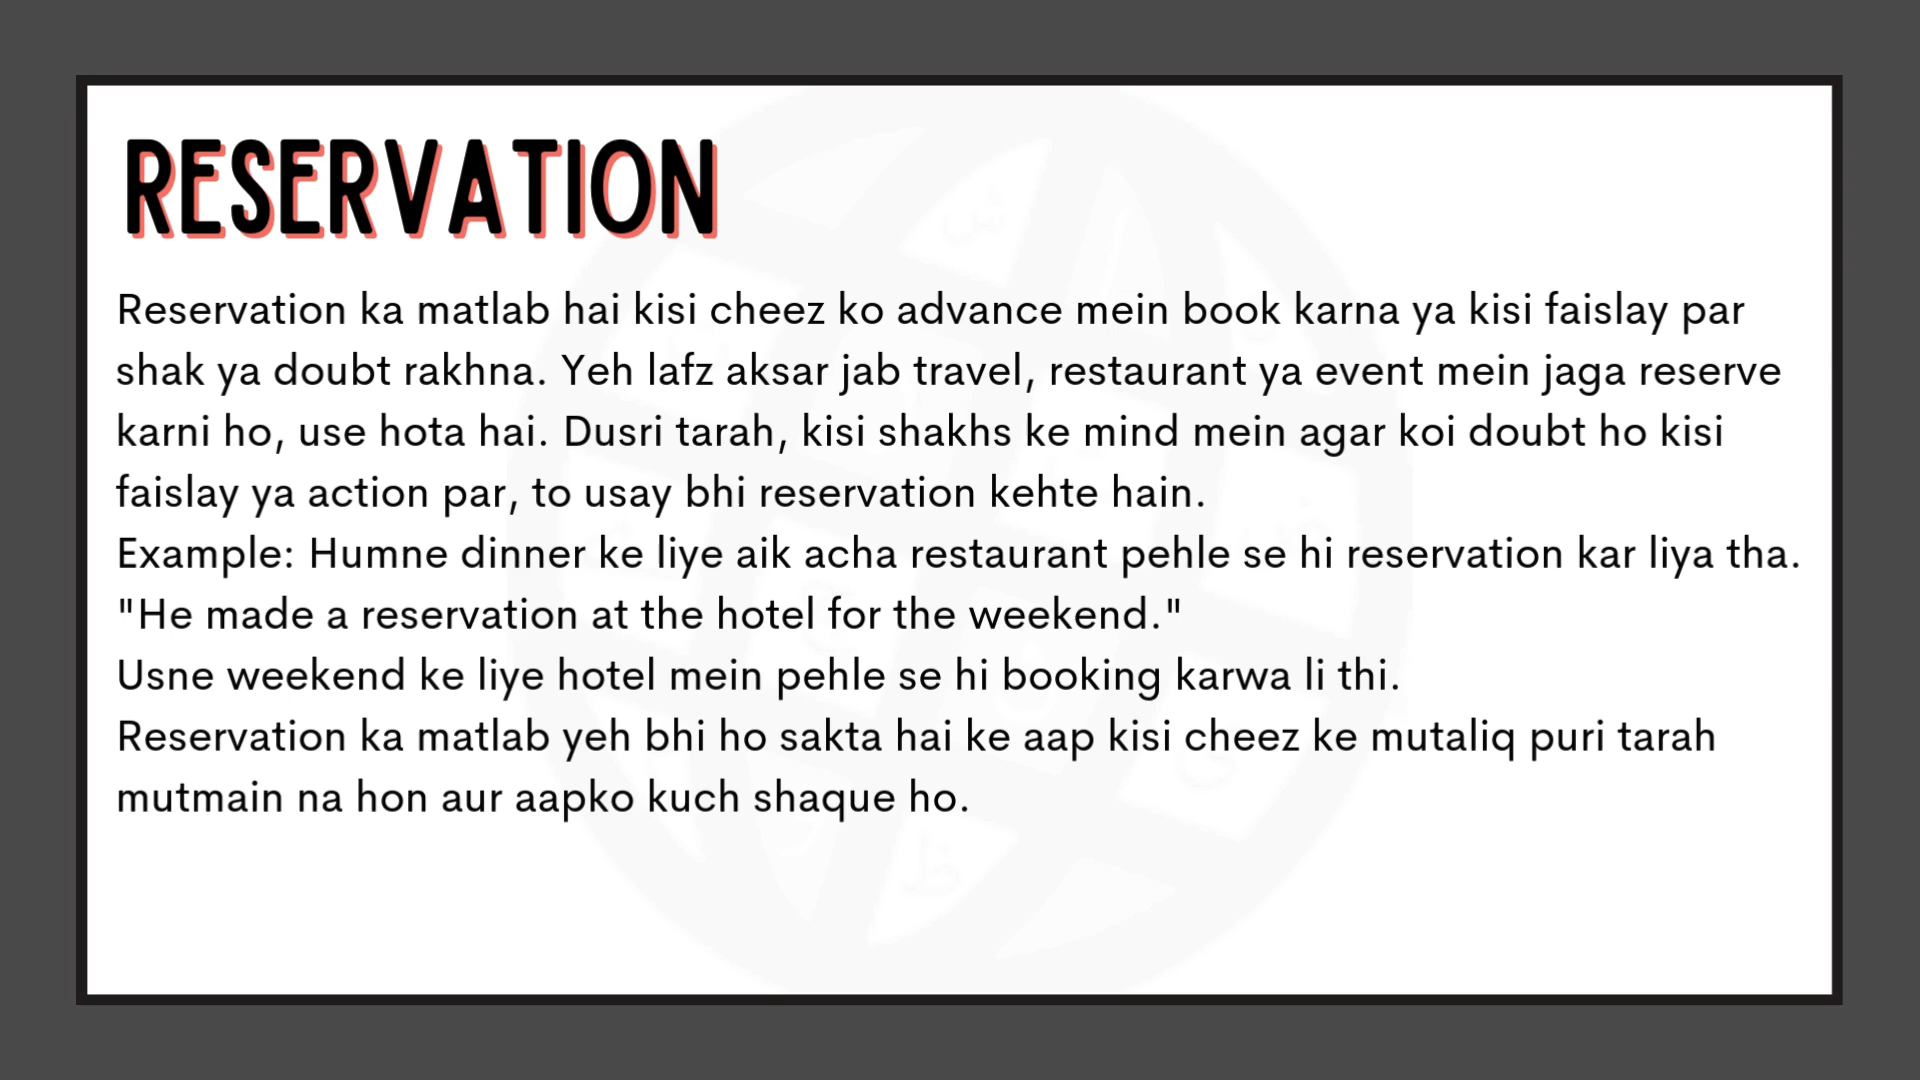 RESERVATION
Reservation ka matlab hai kisi cheez ko advance mein book karna ya kisi faislay par
shak ya doubt rakhna. Yeh lafz aksar jab travel, restaurant ya event mein jaga reserve
karni ho, use hota hai. Dusri tarah, kisi shakhs ke mind mein agar koi doubt ho kisi
faislay ya action par, to usay bhi reservation kehte hain.
Example: Humne dinner ke liye aik acha restaurant pehle se hi reservation kar liya tha.
"He made a reservation at the hotel for the weekend."
Usne weekend ke liye hotel mein pehle se hi booking karwa li thi.
Reservation ka matlab yeh bhi ho sakta hai ke aap kisi cheez ke mutaliq puri tarah
mutmain na hon aur aapko kuch shaque ho.